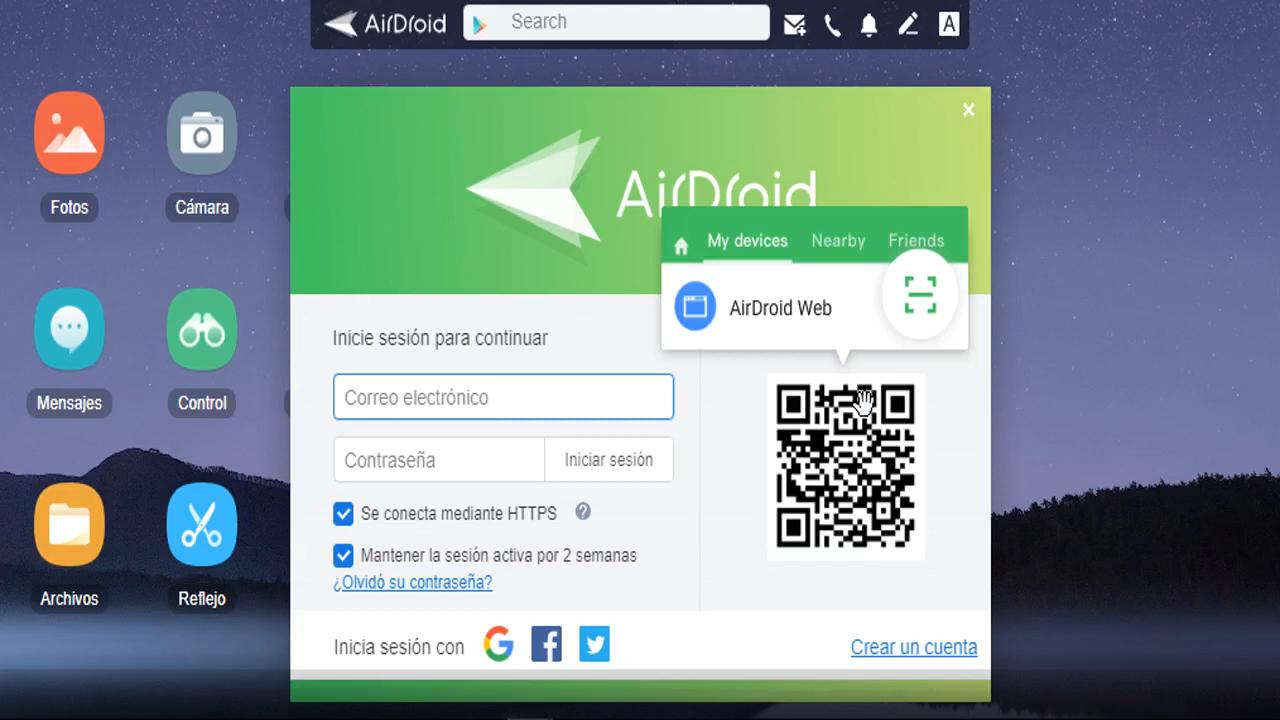 AirDroid
Search
A
Fotos
Cámara
Mensajes
Control
Archivos
Reflejo
AirDroid
My devices
Nearby
Friends
AirDroid Web
Inicie sesión para continuar
Correo electrónico
Contraseña
Iniciar sesión
Se conecta mediante HTTPS
?
Mantener la sesión activa por 2 semanas
¿Olvidó su contraseña?
Inicia sesión con
Crear un cuenta